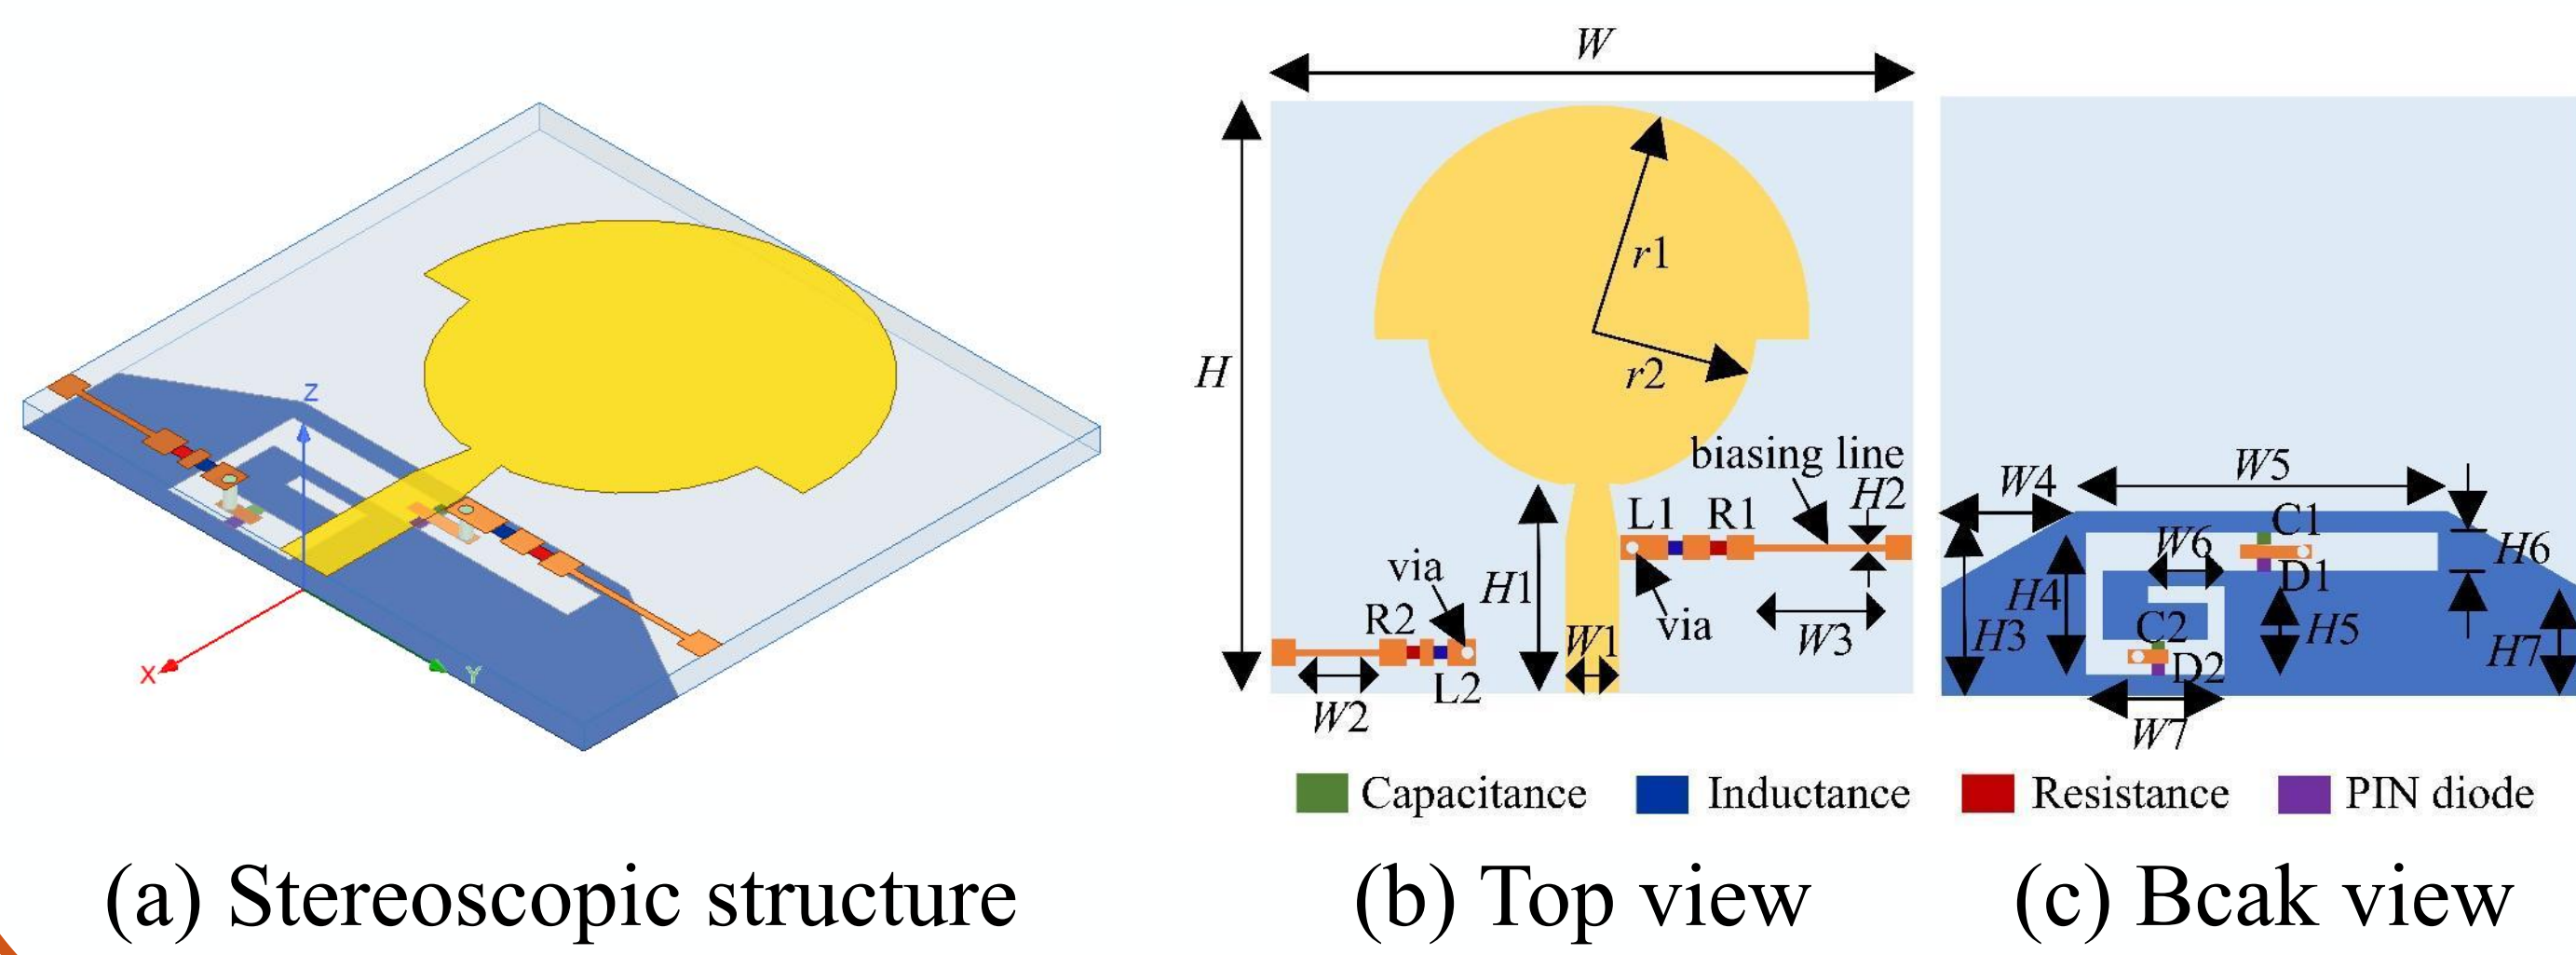 Z
X
Y
(a) Stereoscopic structure
W
H
r1
r2
biasing line
H2
L1
R1
via
H1
via
R2
W1
W3
L2
W2
(b) Top view
W5
W4
C1
W6
H6
D1
H4
C2
H5
H3
D2
H7
W7
Capacitance
Inductance
Resistance
PIN diode
(c) Bcak view